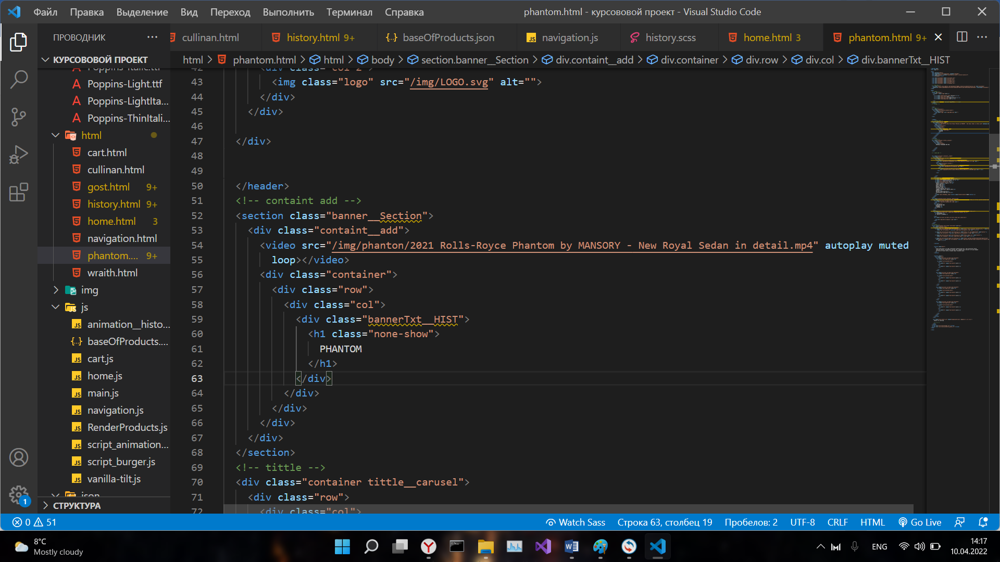 Файл Правка Выделение Вид Переход Выполнить Терминал Справка phantom.html - курсововой проект - Visual Studio Code
ПРОВОДНИК
cullinan.html history.html 9+ baseOfProducts.json navigation.js history.scss home.html 3 phantom.html 9+
html phantom.html html body section.banner__Section div.containt__add div.container div.row div.col div.bannerTxt__HIST
КУРСОВОВОЙ ПРОЕКТ
Poppins-Italic.ttf
Poppins-Light.ttf
Poppins-LightIta...
Poppins-ThinItali...
html
cart.html
cullinan.html
gost.html 9+
history.html 9+
home.html 3
navigation.html
phantom.... 9+
wraith.html
img
js
animation__histo...
baseOfProducts....
cart.js
home.js
main.js
navigation.js
RenderProducts.js
script_animation...
script_burger.js
vanilla-tilt.js
json
СТРУКТУРА
42 <div class="col-2">
43 <img class="logo" src="/img/LOGO.svg" alt="">
44 </div>
45 </div>
46
47 </div>
48
49
50 </header>
51 <!-- containt add -->
52 <section class="banner__Section">
53 <div class="containt__add">
54 <video src="/img/phanton/2021 Rolls-Royce Phantom by MANSORY - New Royal Sedan in detail.mp4" autoplay muted
55 loop></video>
56 <div class="container">
57 <div class="row">
58 <div class="col">
59 <div class="bannerTxt__HIST">
60 <h1 class="none-show">
61 PHANTOM
62 </h1>
63 </div>
64 </div>
65 </div>
66 </div>
67 </div>
68 </section>
69 <!-- tittle -->
70 <div class="container tittle__carusel">
71 <div class="row">
72 <div class="col">
1
0 51 Watch Sass Строка 63, столбец 19 Пробелов: 2 UTF-8 CRLF HTML Go Live
8°C
Mostly cloudy
ENG
14:17
10.04.2022